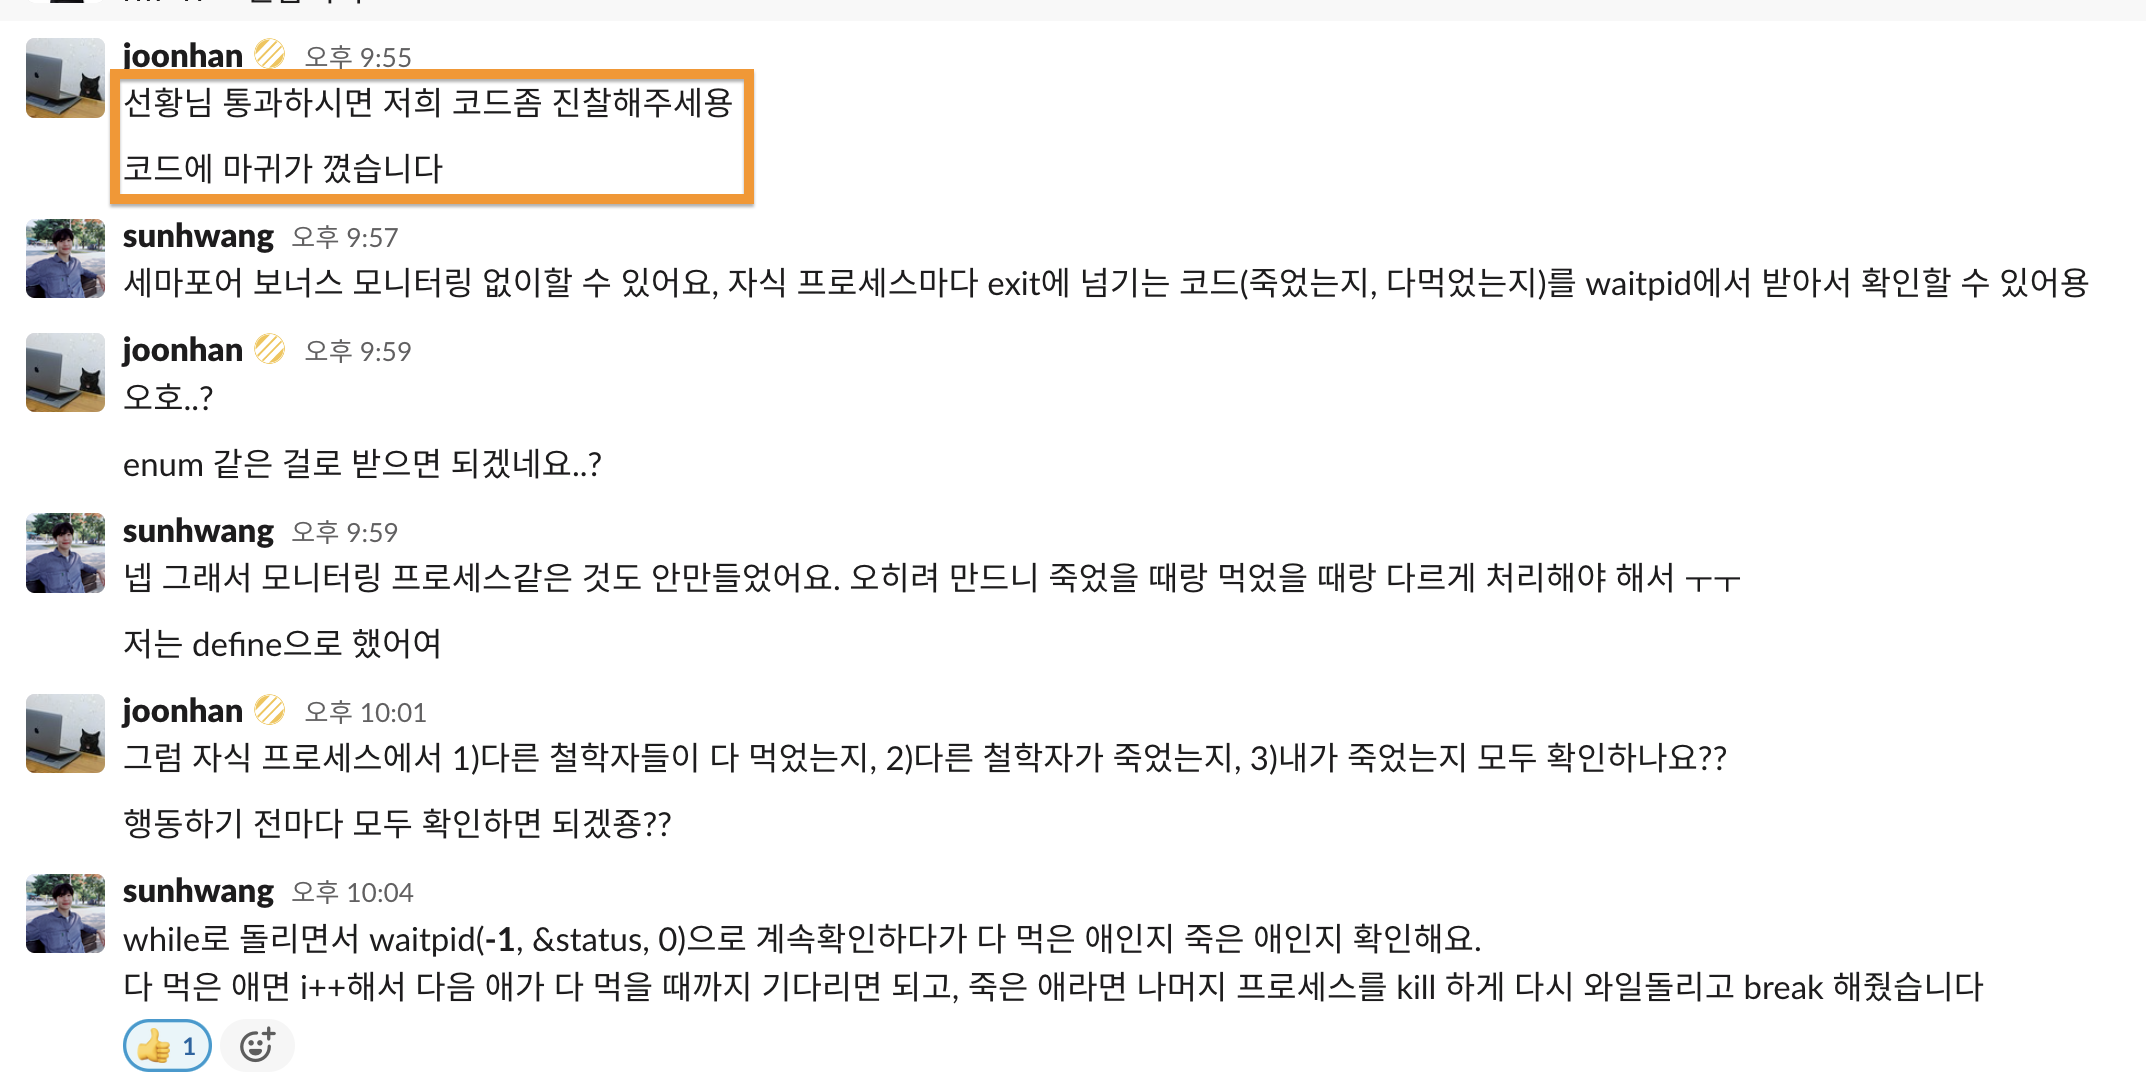 joonhan 오후 9:55
선황님 통과하시면 저희 코드좀 진찰해주세용
코드에 마귀가 꼈습니다
sunhwang 오후 9:57
세마포어 보너스 모니터링 없이할 수 있어요, 자식 프로세스마다 exit에 넘기는 코드(죽었는지, 다먹었는지)를 waitpid에서 받아서 확인할 수 있어용
joonhan 오후 9:59
오호..?
enum 같은 걸로 받으면 되겠네요..?
sunhwang 오후 9:59
넵 그래서 모니터링 프로세스같은 것도 안만들었어요. 오히려 만드니 죽었을 때랑 먹었을 때랑 다르게 처리해야 해서 ㅜㅜ
저는 define으로 했어여
joonhan 오후 10:01
그럼 자식 프로세스에서 1)다른 철학자들이 다 먹었는지, 2)다른 철학자가 죽었는지, 3)내가 죽었는지 모두 확인하나요??
행동하기 전마다 모두 확인하면 되겠죵??
sunhwang 오후 10:04
while로 돌리면서 waitpid(-1, &status, 0)으로 계속확인하다가 다 먹은 애인지 죽은 애인지 확인해요.
다 먹은 애면 i++해서 다음 애가 다 먹을 때까지 기다리면 되고, 죽은 애라면 나머지 프로세스를 kill 하게 다시 와일돌리고 break 해줬습니다
1